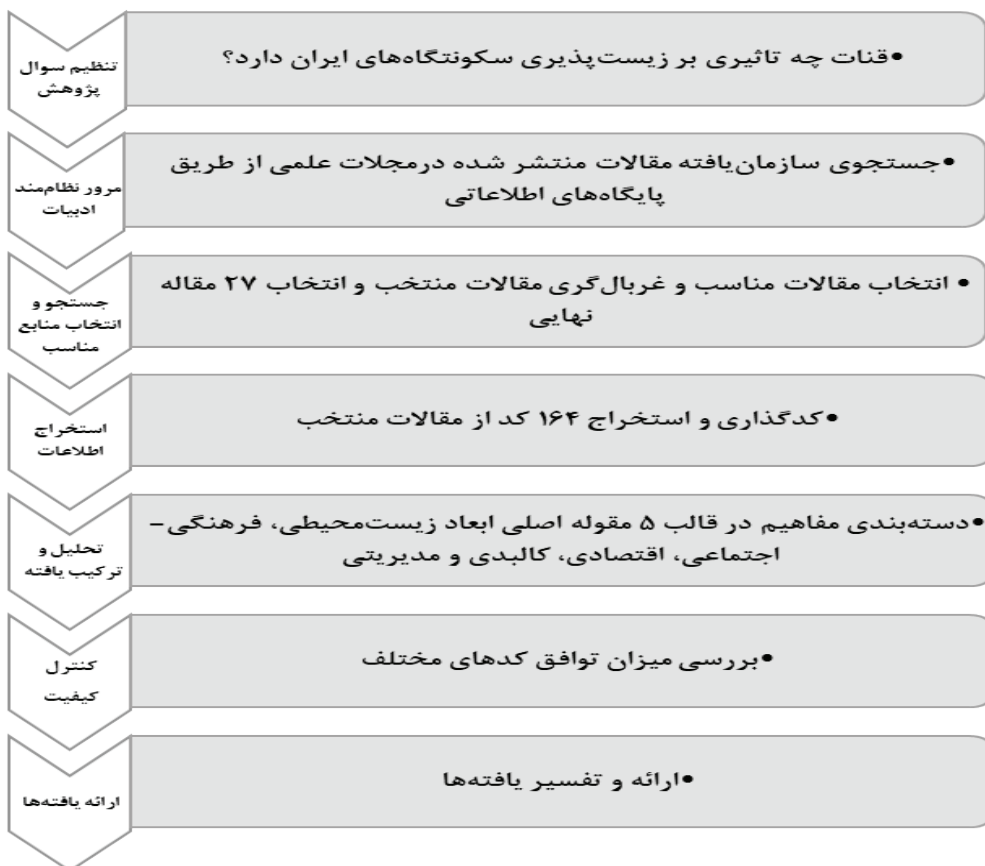 تنظیم سوال
پژوهش
•قنات چه تاثیری بر زیست‌پذیری سکونتگاه‌های ایران دارد؟
مرور نظام‌مند
ادبیات
•جستجوی سازمان‌یافته مقالات منتشر شده درمجلات علمی از طریق
پایگاه‌های اطلاعاتی
جستجو و
انتخاب منابع
مناسب
• انتخاب مقالات مناسب و غربال‌گری مقالات منتخب و انتخاب ۲۷ مقاله
نهایی
استخراج
اطلاعات
•کدگذاری و استخراج ۱۶۴ کد از مقالات منتخب
تحلیل و
ترکیب یافته
•دسته‌بندی مفاهیم در قالب ۵ مقوله اصلی ابعاد زیست‌محیطی، فرهنگی–
اجتماعی، اقتصادی، کالبدی و مدیریتی
کنترل
کیفیت
•بررسی میزان توافق کدهای مختلف
ارائه یافته‌ها
•ارائه و تفسیر یافته‌ها